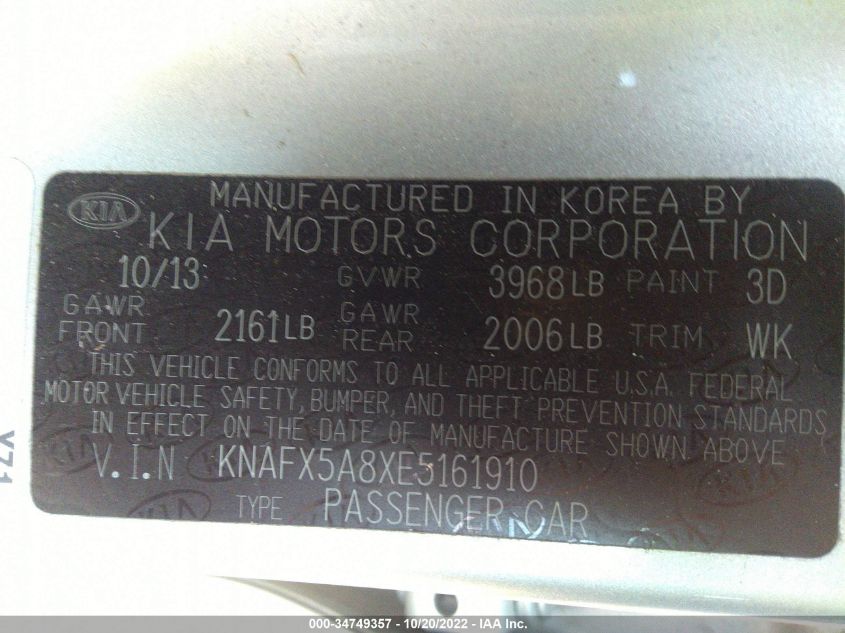 KIA
MANUFACTURED IN KOREA BY
KIA MOTORS CORPORATION
10/13 GVWR 3968LB PAINT 3D
GAWR FRONT 2161LB GAWR REAR 2006LB TRIM WK
THIS VEHICLE CONFORMS TO ALL APPLICABLE U.S.A. FEDERAL
MOTOR VEHICLE SAFETY, BUMPER, AND THEFT PREVENTION STANDARDS
IN EFFECT ON THE DATE OF MANUFACTURE SHOWN ABOVE
V.I.N KNAFX5A8XE5161910
TYPE PASSENGER CAR
000-34749357 - 10/20/2022 - IAA Inc.